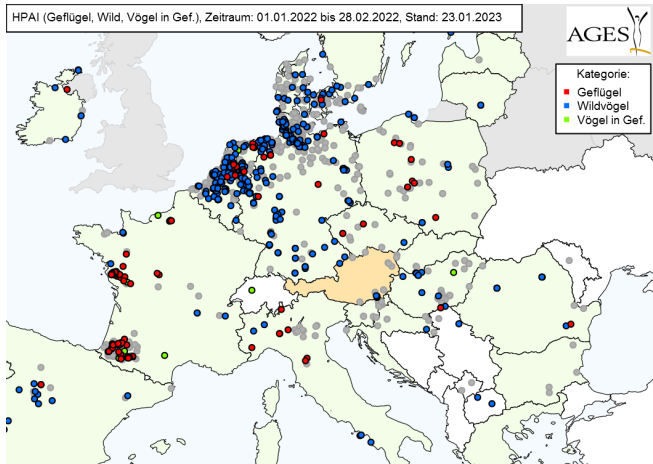 HPAI (Geflügel, Wild, Vögel in Gef.), Zeitraum: 01.01.2022 bis 28.02.2022, Stand: 23.01.2023
AGES
Kategorie:
Geflügel
Wildvögel
Vögel in Gef.